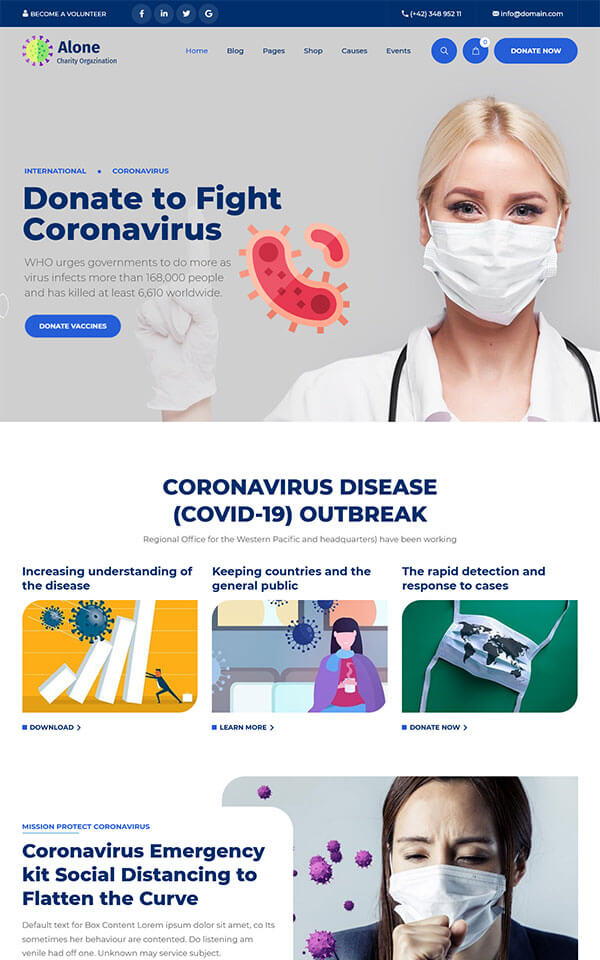 BECOME A VOLUNTEER
(+42) 348 952 11
info@domain.com
Alone
Charity Orgazination
Home
Blog
Pages
Shop
Causes
Events
0
DONATE NOW
INTERNATIONAL
CORONAVIRUS
Donate to Fight
Coronavirus
WHO urges governments to do more as
virus infects more than 168,000 people
and has killed at least 6,610 worldwide.
DONATE VACCINES
CORONAVIRUS DISEASE
(COVID-19) OUTBREAK
Regional Office for the Western Pacific and headquarters) have been working
Increasing understanding of
the disease
Keeping countries and the
general public
The rapid detection and
response to cases
DOWNLOAD
LEARN MORE
DONATE NOW
MISSION PROTECT CORONAVIRUS
Coronavirus Emergency
kit Social Distancing to
Flatten the Curve
Default text for Box Content Lorem ipsum dolor sit amet, co Its
sometimes her behaviour are contented. Do listening am
venile had off one. Unknown may service subject.